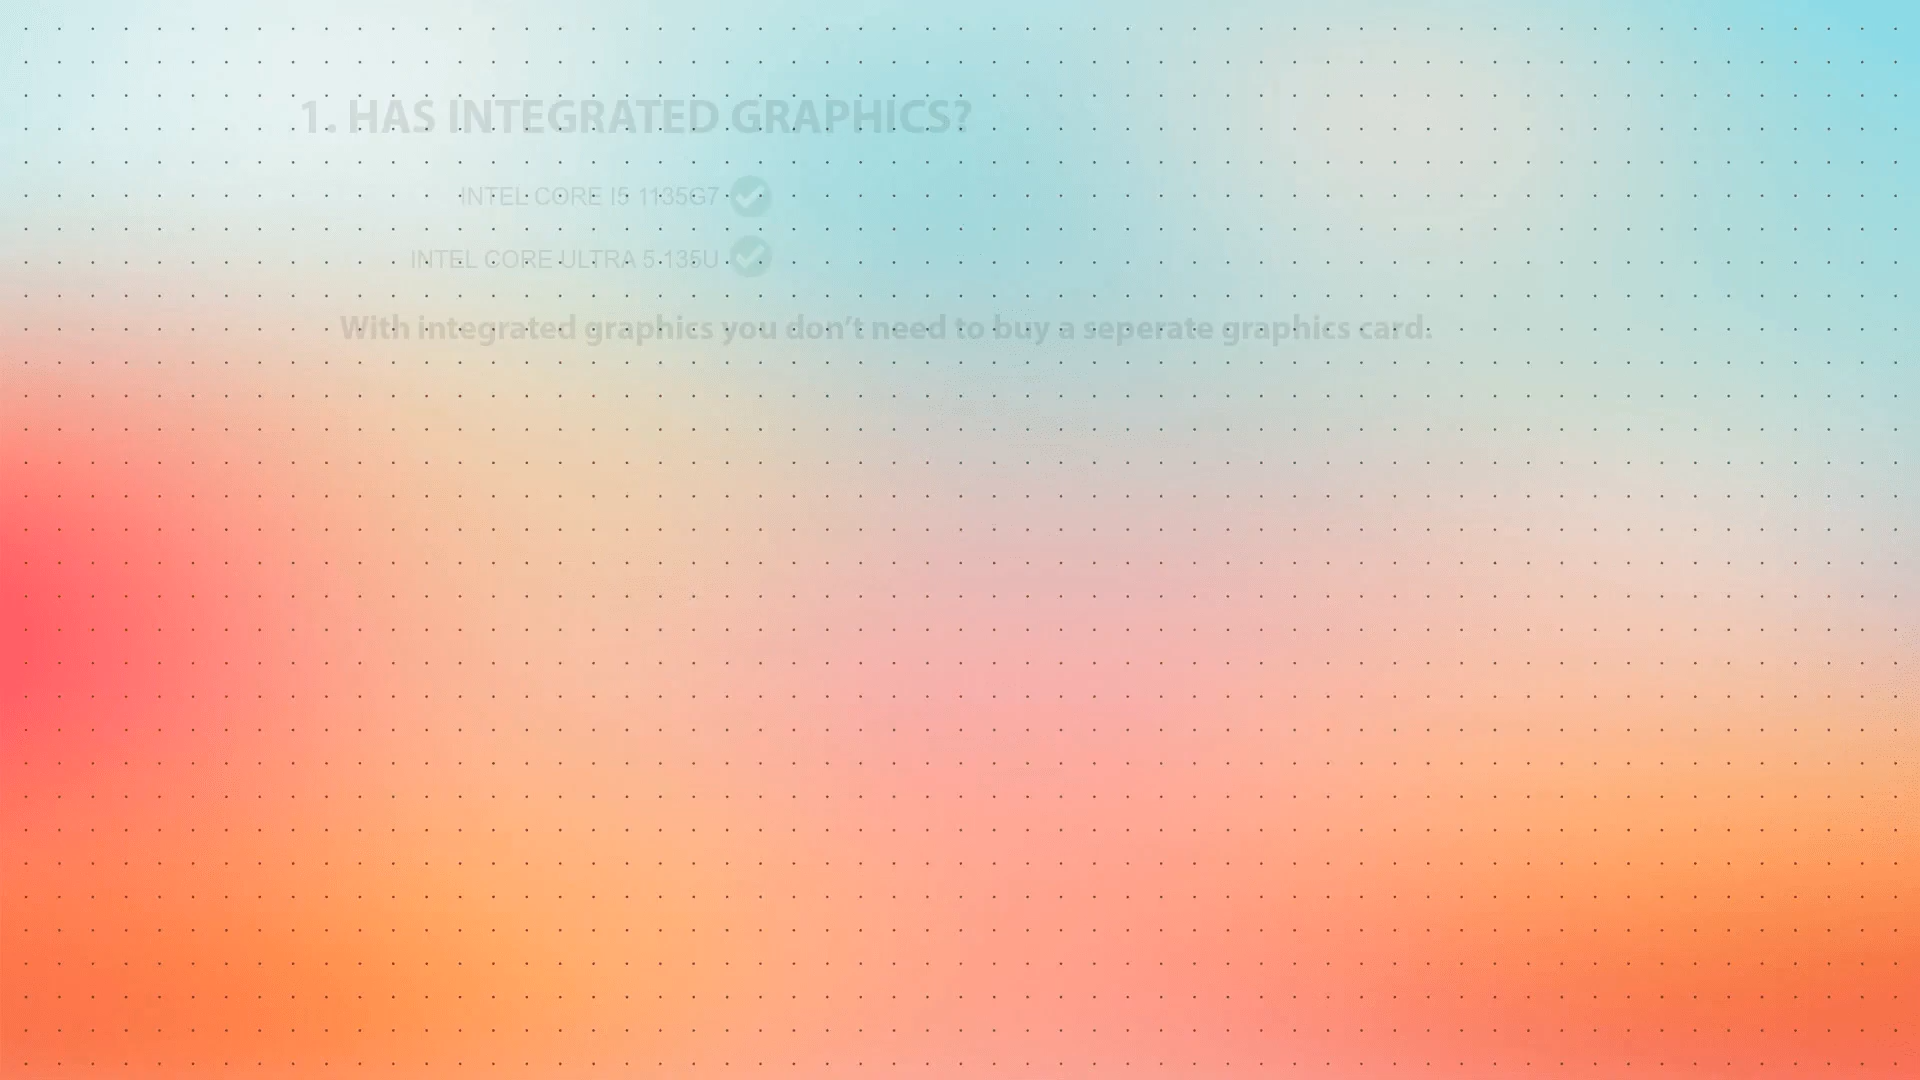 1. HAS INTEGRATED GRAPHICS?
INTEL CORE I5 1135G7
INTEL CORE ULTRA 5 135U
With integrated graphics you don’t need to buy a seperate graphics card.